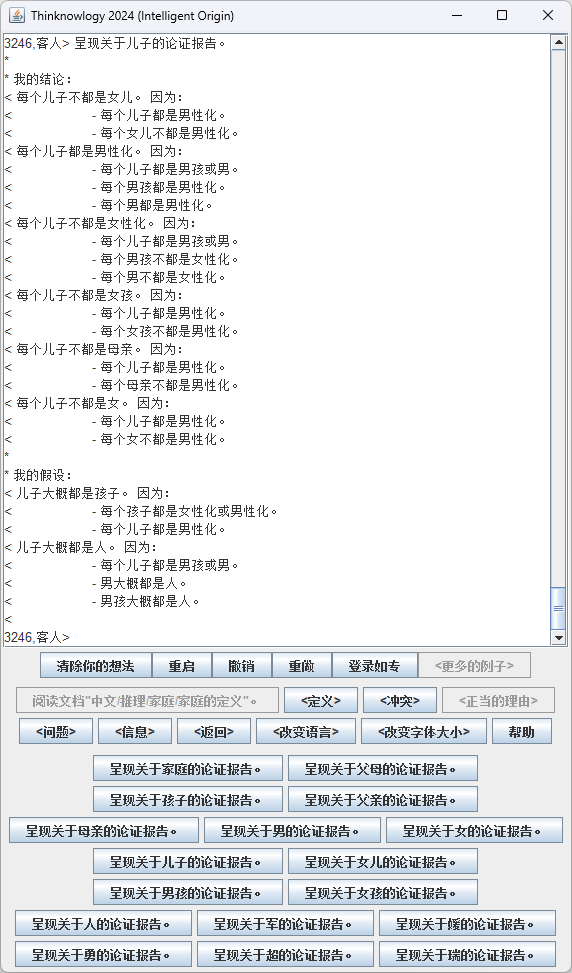 Thinknowlogy 2024 (Intelligent Origin)
3246,客人> 呈现关于儿子的论证报告。
*
* 我的结论：
< 每个儿子不都是女儿。 因为：
< - 每个儿子都是男性化。
< - 每个女儿不都是男性化。
< 每个儿子都是男性化。 因为：
< - 每个儿子都是男孩或男。
< - 每个男孩都是男性化。
< - 每个男都是男性化。
< 每个儿子不都是女性化。 因为：
< - 每个儿子都是男孩或男。
< - 每个男孩不都是女性化。
< - 每个男不都是女性化。
< 每个儿子不都是女孩。 因为：
< - 每个儿子都是男性化。
< - 每个女孩不都是男性化。
< 每个儿子不都是母亲。 因为：
< - 每个儿子都是男性化。
< - 每个母亲不都是男性化。
< 每个儿子不都是女。 因为：
< - 每个儿子都是男性化。
< - 每个女不都是男性化。
*
* 我的假设：
< 儿子大概都是孩子。 因为：
< - 每个孩子都是女性化或男性化。
< - 每个儿子都是男性化。
< 儿子大概都是人。 因为：
< - 每个儿子都是男孩或男。
< - 男大概都是人。
< - 男孩大概都是人。
<
3246,客人>
清除你的想法 重启 撤销 重做 登录如专 <更多的例子>
阅读文档"中文/推理/家庭/家庭的定义"。 <定义> <冲突> <正当的理由>
<问题> <信息> <返回> <改变语言> <改变字体大小> 帮助
呈现关于家庭的论证报告。 呈现关于父母的论证报告。
呈现关于孩子的论证报告。 呈现关于父亲的论证报告。
呈现关于母亲的论证报告。 呈现关于男的论证报告。 呈现关于女的论证报告。
呈现关于儿子的论证报告。 呈现关于女儿的论证报告。
呈现关于男孩的论证报告。 呈现关于女孩的论证报告。
呈现关于人的论证报告。 呈现关于军的论证报告。 呈现关于媛的论证报告。
呈现关于勇的论证报告。 呈现关于超的论证报告。 呈现关于瑞的论证报告。